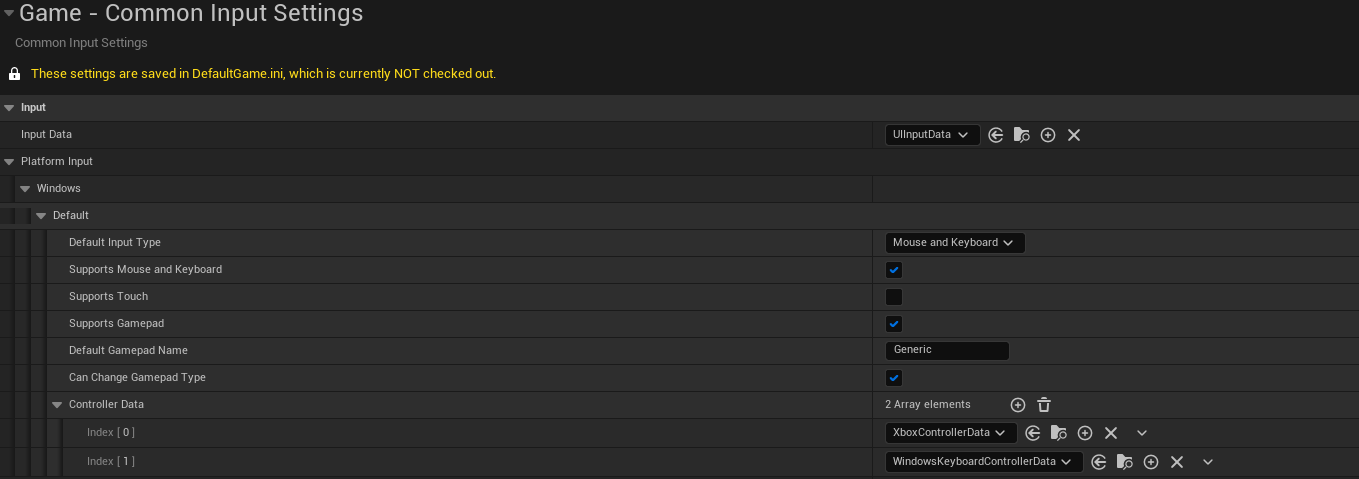 Game - Common Input Settings
Common Input Settings
These settings are saved in DefaultGame.ini, which is currently NOT checked out.
Input
Input Data UIInputData
Platform Input
Windows
Default
Default Input Type Mouse and Keyboard
Supports Mouse and Keyboard
Supports Touch
Supports Gamepad
Default Gamepad Name Generic
Can Change Gamepad Type
Controller Data 2 Array elements
Index [ 0 ] XboxControllerData
Index [ 1 ] WindowsKeyboardControllerData